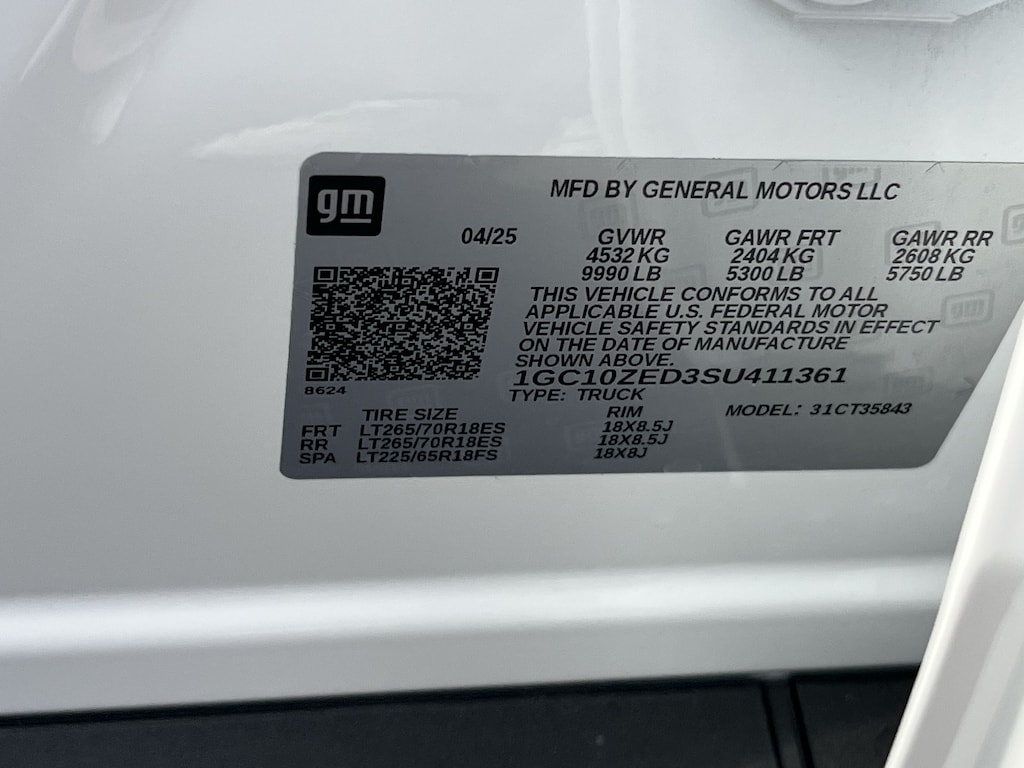 gm
MFD BY GENERAL MOTORS LLC
04/25 GVWR GAWR FRT GAWR RR
4532 KG 2404 KG 2608 KG
9990 LB 5300 LB 5750 LB
THIS VEHICLE CONFORMS TO ALL
APPLICABLE U.S. FEDERAL MOTOR
VEHICLE SAFETY STANDARDS IN EFFECT
ON THE DATE OF MANUFACTURE
SHOWN ABOVE.
1GC10ZED3SU411361
8624
TYPE: TRUCK
TIRE SIZE RIM MODEL: 31CT35843
FRT LT265/70R18ES 18X8.5J
RR LT265/70R18ES 18X8.5J
SPA LT225/65R18FS 18X8J